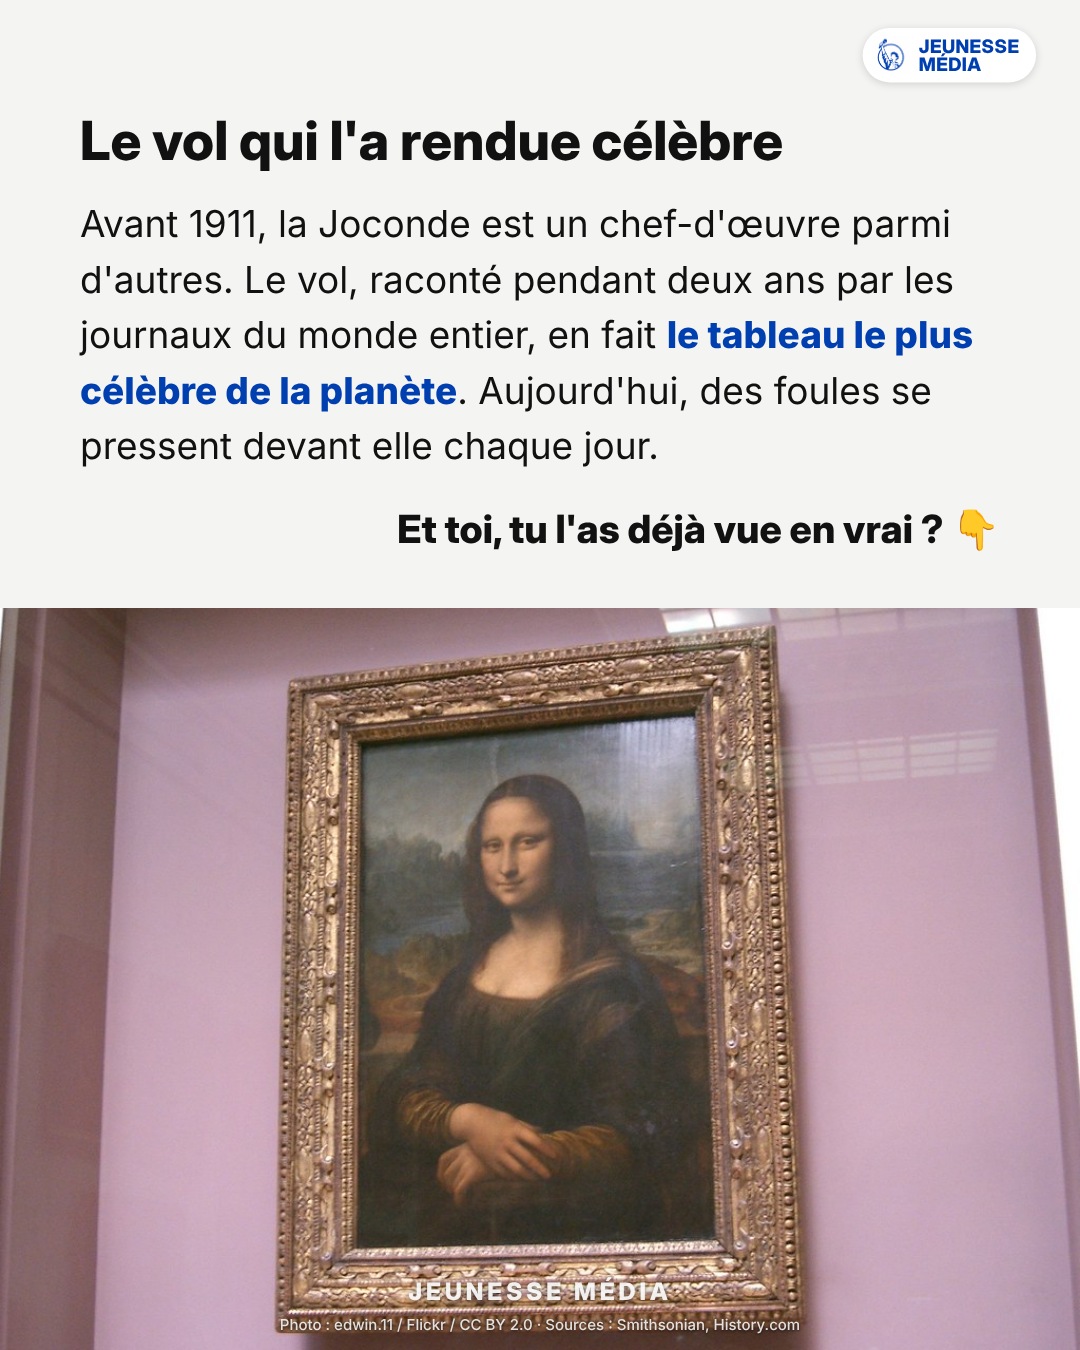 JEUNESSE
MÉDIA
Le vol qui l'a rendue célèbre
Avant 1911, la Joconde est un chef-d'œuvre parmi
d'autres. Le vol, raconté pendant deux ans par les
journaux du monde entier, en fait le tableau le plus
célèbre de la planète. Aujourd'hui, des foules se
pressent devant elle chaque jour.
Et toi, tu l'as déjà vue en vrai ? 👇
JEUNESSE MÉDIA
Photo : edwin.11 / Flickr / CC BY 2.0 · Sources : Smithsonian, History.com